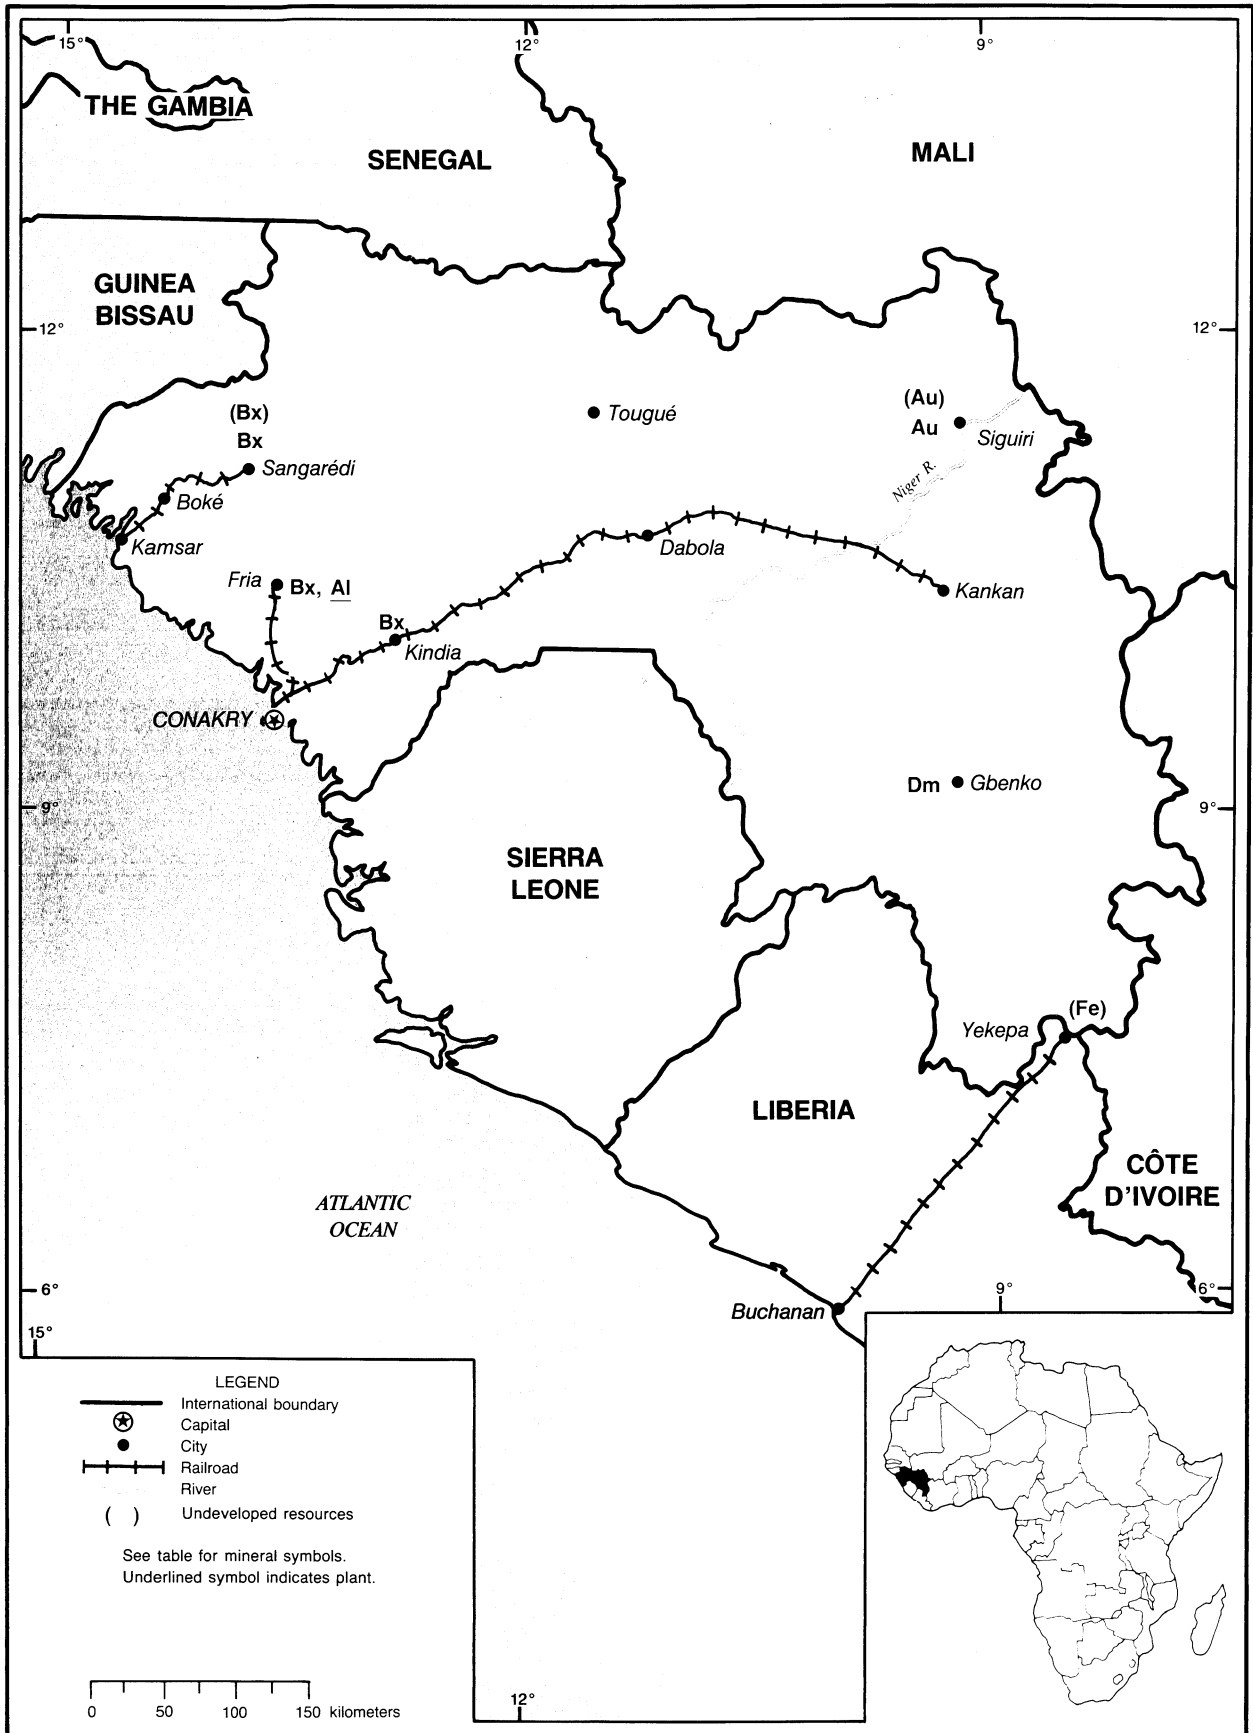 15°
12°
9°
THE GAMBIA
SENEGAL
MALI
GUINEA
BISSAU
12°
12°
(Bx)
Bx
Tougué
(Au)
Au
Siguiri
Sangarédi
Boké
Niger R.
Kamsar
Dabola
Fria
Bx, Al
Kankan
Bx
Kindia
CONAKRY
Dm
Gbenko
9°
9°
SIERRA
LEONE
(Fe)
Yekepa
LIBERIA
CÔTE
D'IVOIRE
ATLANTIC
OCEAN
6°
9°
6°
Buchanan
15°
LEGEND
International boundary
Capital
City
Railroad
River
( ) Undeveloped resources
See table for mineral symbols.
Underlined symbol indicates plant.
0 50 100 150 kilometers
12°